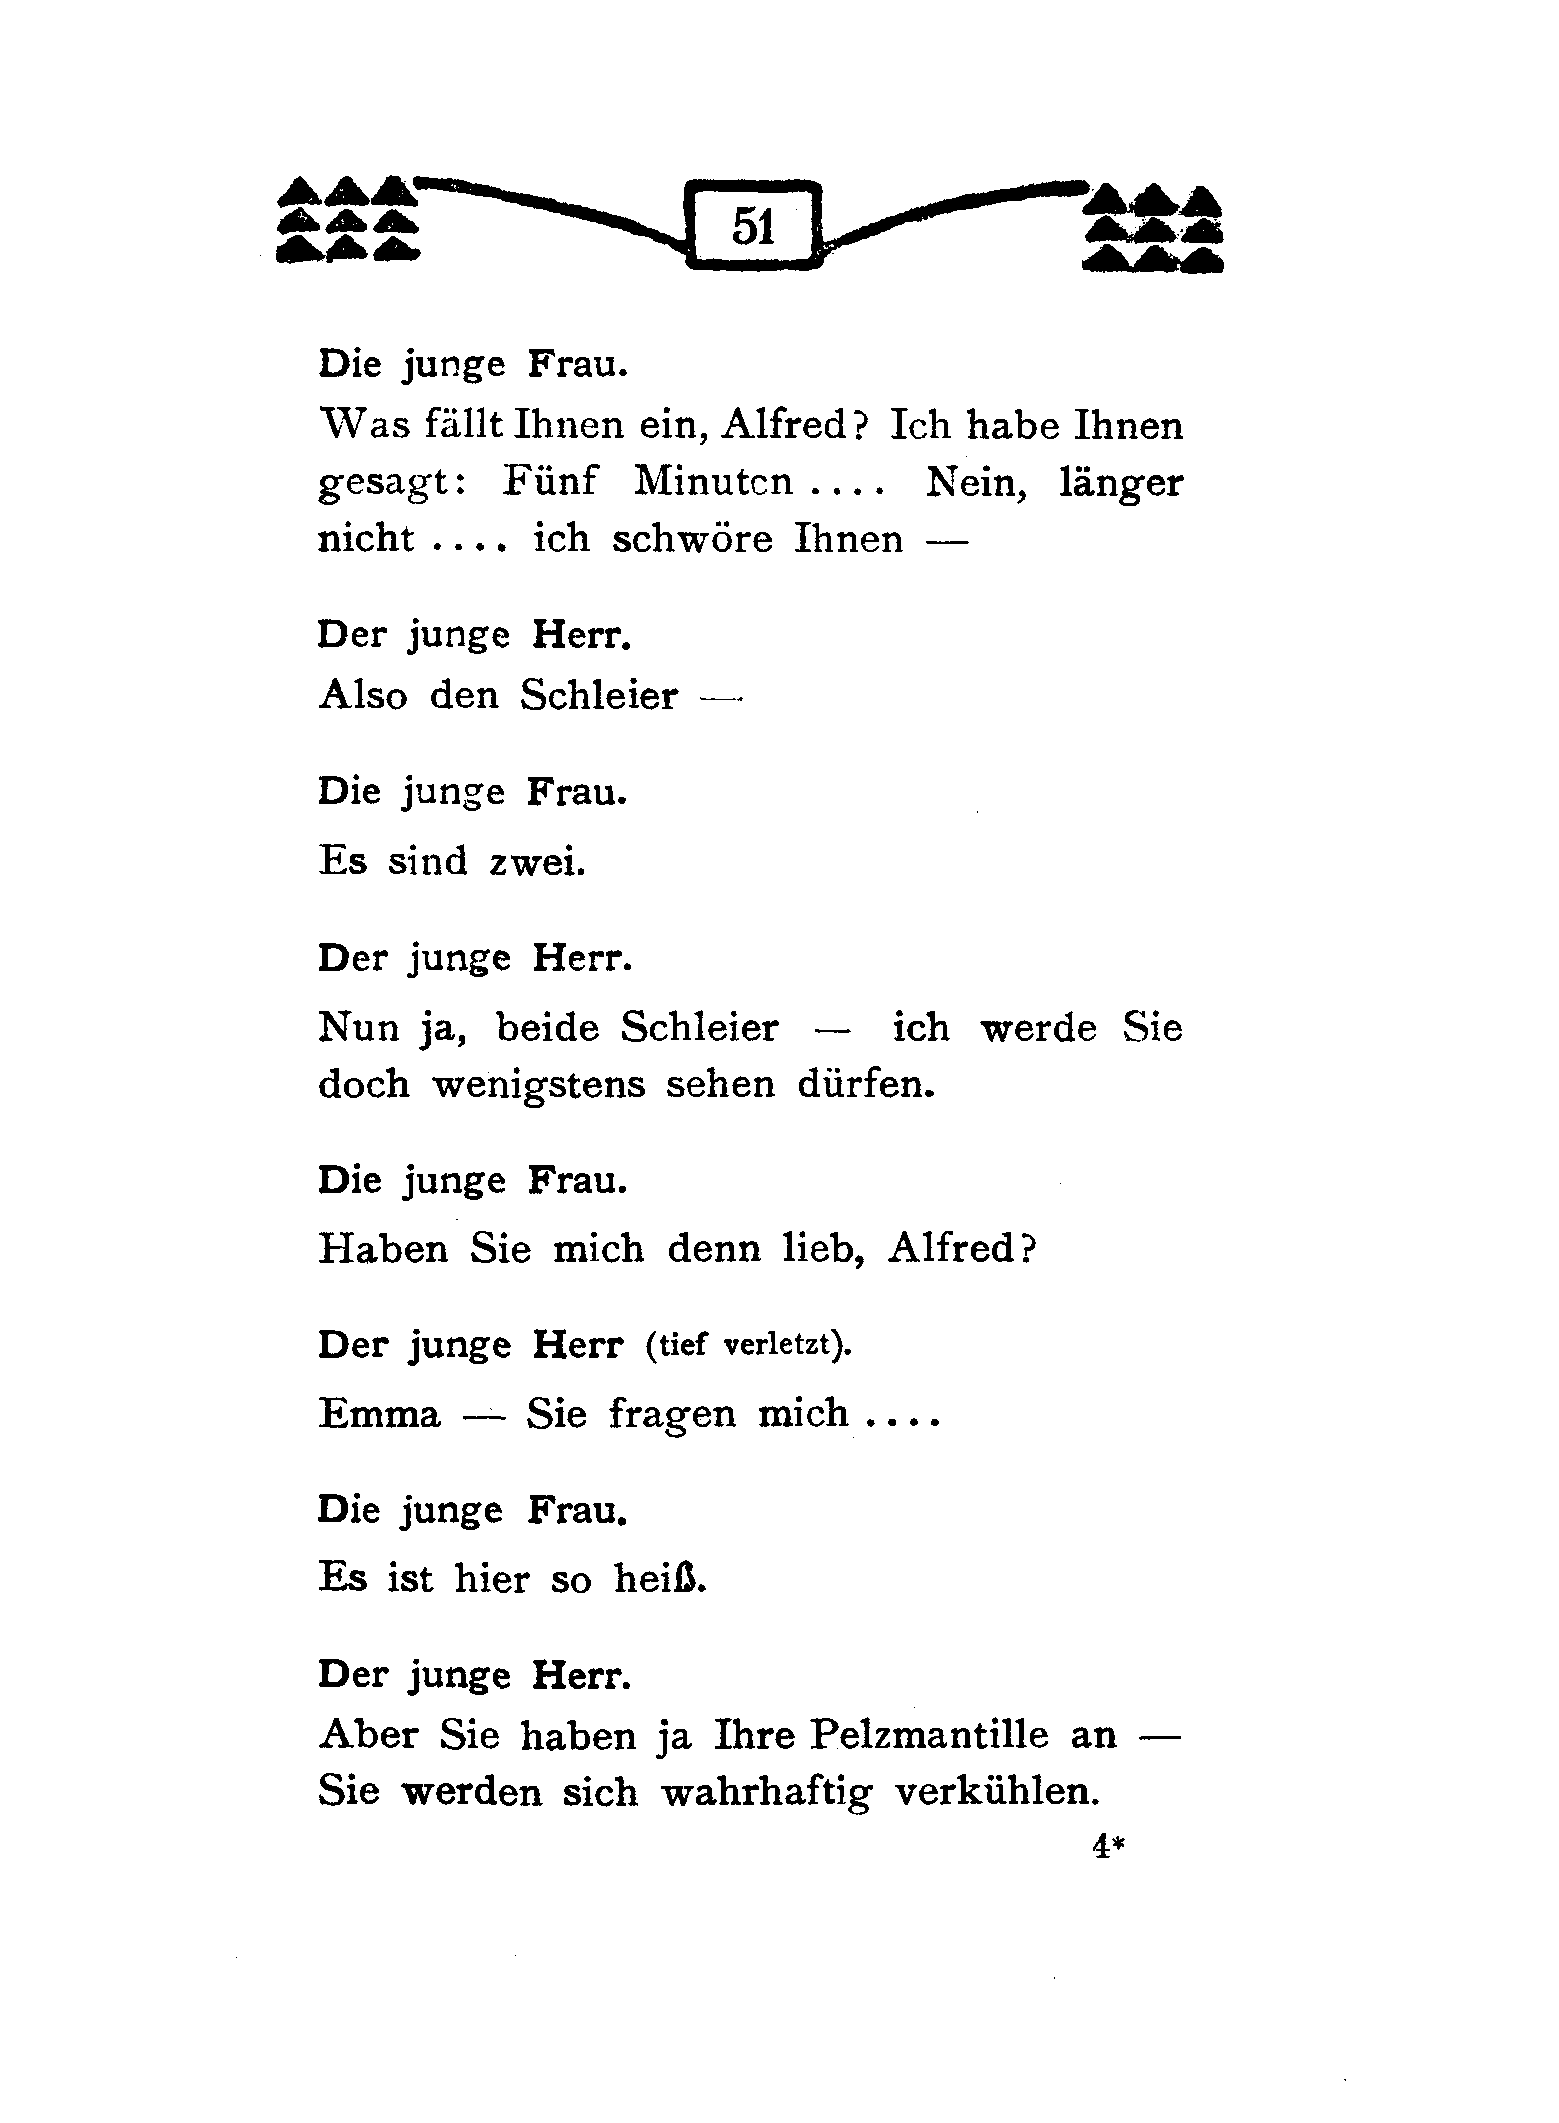 51
Die junge Frau.
Was fällt Ihnen ein, Alfred? Ich habe Ihnen
gesagt: Fünf Minuten .... Nein, länger
nicht .... ich schwöre Ihnen —
Der junge Herr.
Also den Schleier —
Die junge Frau.
Es sind zwei.
Der junge Herr.
Nun ja, beide Schleier — ich werde Sie
doch wenigstens sehen dürfen.
Die junge Frau.
Haben Sie mich denn lieb, Alfred?
Der junge Herr (tief verletzt).
Emma — Sie fragen mich ....
Die junge Frau.
Es ist hier so heiß.
Der junge Herr.
Aber Sie haben ja Ihre Pelzmantille an —
Sie werden sich wahrhaftig verkühlen.
4*